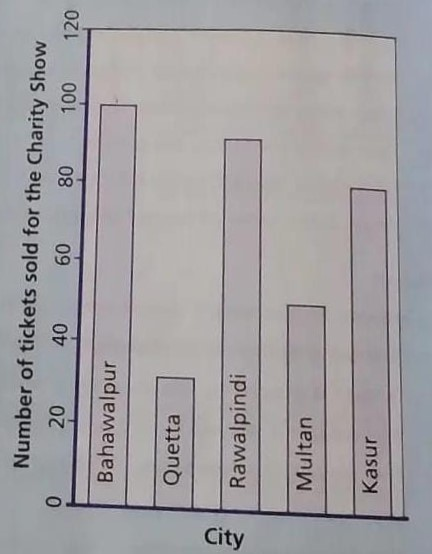 Number of tickets sold for the Charity Show
0 20 40 60 80 100 120
Bahawalpur
Quetta
Rawalpindi
Multan
Kasur
City